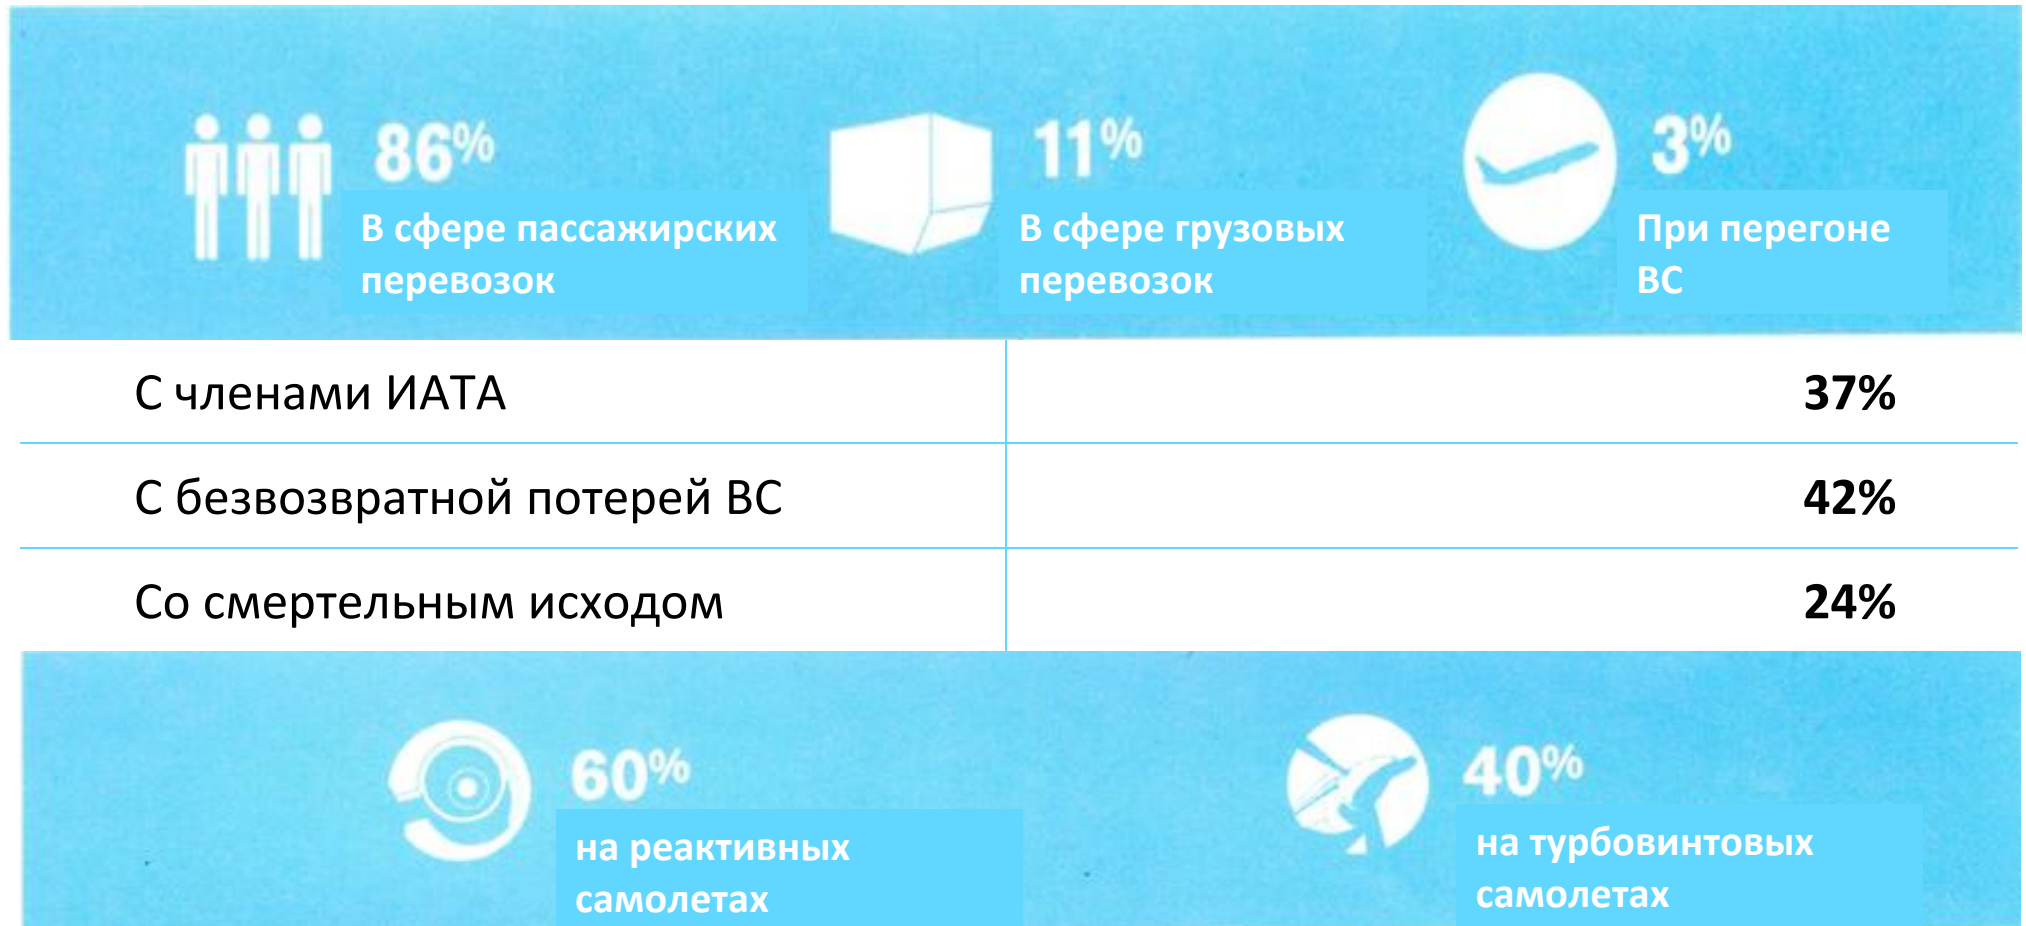 86%
В сфере пассажирских
перевозок
11%
В сфере грузовых
перевозок
3%
При перегоне
ВС
С членами ИАТА 37%
С безвозвратной потерей ВС 42%
Со смертельным исходом 24%
60%
на реактивных
самолетах
40%
на турбовинтовых
самолетах